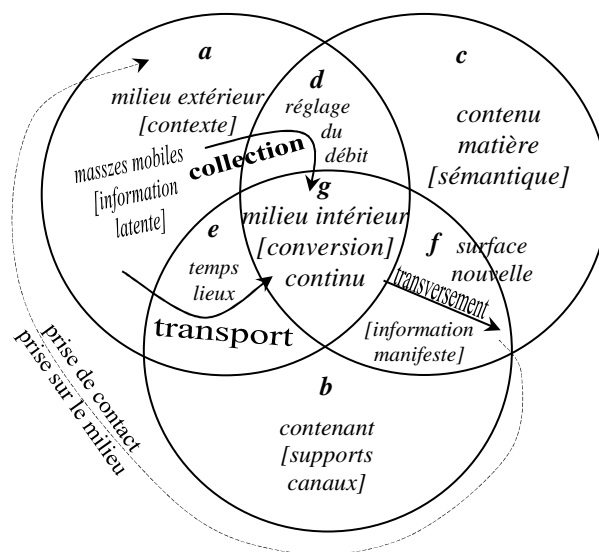 a
milieu extérieur
[contexte]
masszes mobiles
[information
latente]
collection
d
réglage
du
débit
c
contenu
matière
[sémantique]
g
milieu intérieur
[conversion]
continu
e
temps
lieux
transport
f
surface
nouvelle
transversement
[information
manifeste]
b
contenant
[supports
canaux]
prise de contact
prise sur le milieu